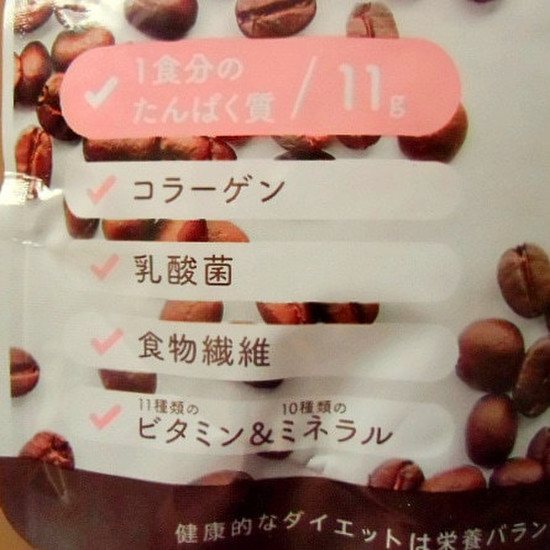 1食分の
たんぱく質 / 11g
コラーゲン
乳酸菌
食物繊維
11種類の 10種類の
ビタミン&ミネラル
健康的なダイエットは栄養バラン